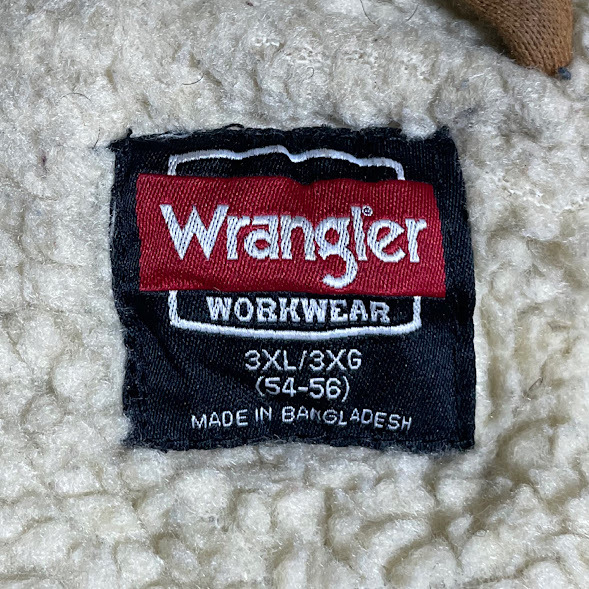 Wrangler®
WORKWEAR
3XL/3XG
(54-56)
MADE IN BANGLADESH